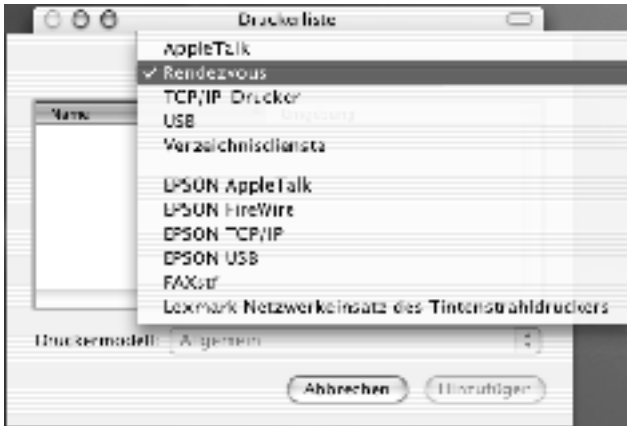 Druckerliste
AppleTalk
✓ Rendezvous
TCP/IP-Drucker
Name
Umgebung
USB
Verzeichnisdienste
EPSON AppleTalk
EPSON FireWire
EPSON TCP/IP
EPSON USB
FAXstf
Lexmark Netzwerkeinsatz des Tintenstrahldruckers
Druckermodell: Allgemein
Abbrechen Hinzufügen